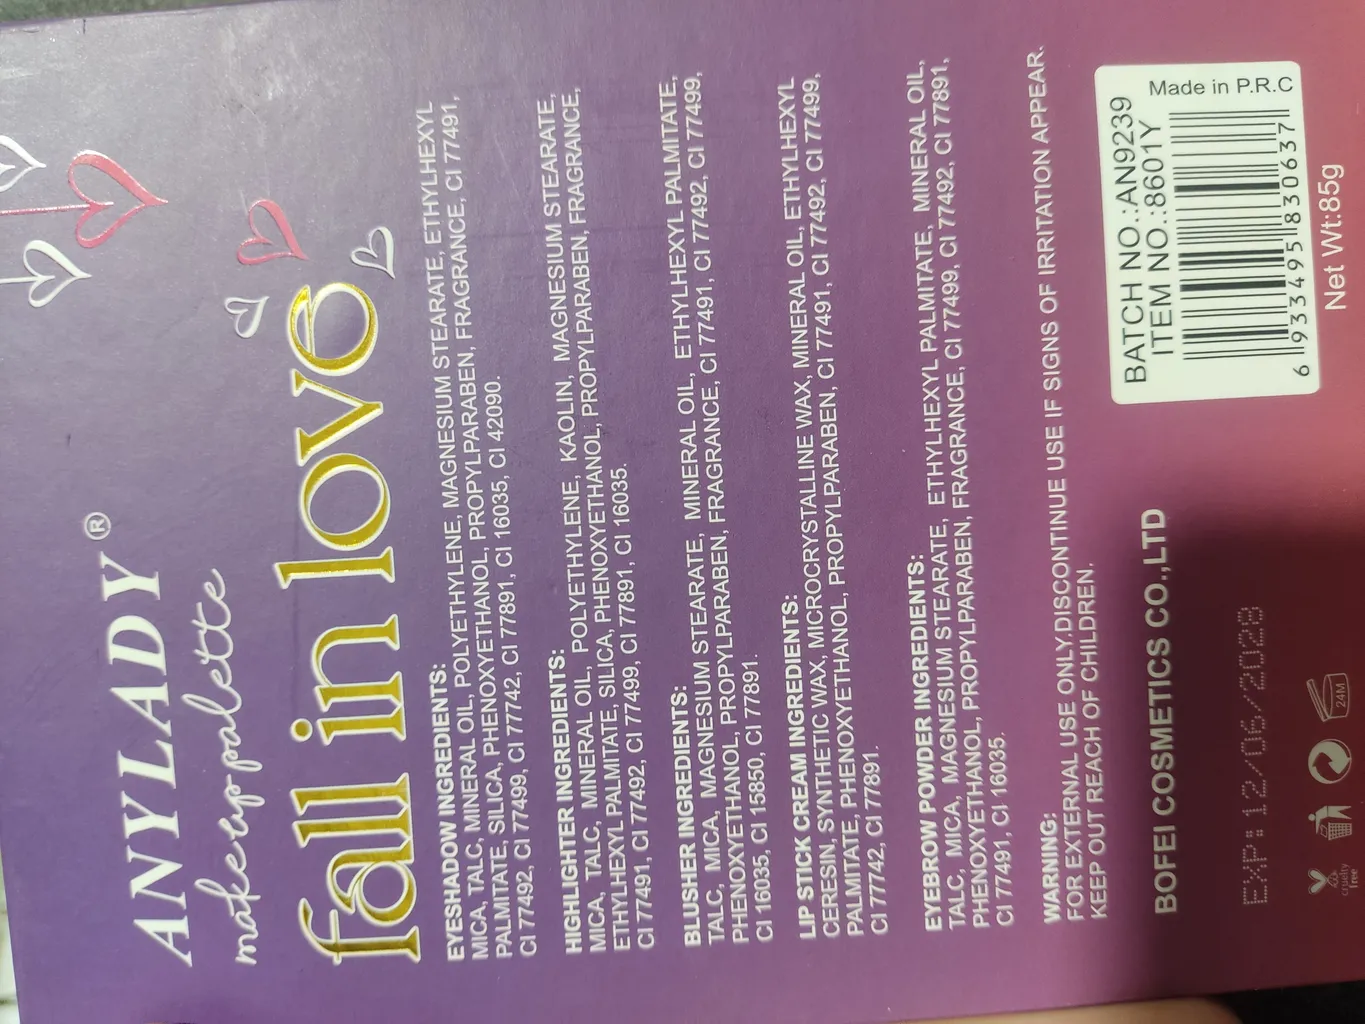 ANYLADY®
makeup palette
fall in love
EYESHADOW INGREDIENTS:
MICA, TALC, MINERAL OIL, POLYETHYLENE, MAGNESIUM STEARATE, ETHYLHEXYL
PALMITATE, SILICA, PHENOXYETHANOL, PROPYLPARABEN, FRAGRANCE, CI 77491,
CI 77492, CI 77499, CI 77742, CI 77891, CI 16035, CI 42090.
HIGHLIGHTER INGREDIENTS:
MICA, TALC, MINERAL OIL, POLYETHYLENE, KAOLIN, MAGNESIUM STEARATE,
ETHYLHEXYL PALMITATE, SILICA, PHENOXYETHANOL, PROPYLPARABEN, FRAGRANCE,
CI 77491, CI 77492, CI 77499, CI 77891, CI 16035.
BLUSHER INGREDIENTS:
TALC, MICA, MAGNESIUM STEARATE, MINERAL OIL, ETHYLHEXYL PALMITATE,
PHENOXYETHANOL, PROPYLPARABEN, FRAGRANCE, CI 77491, CI 77492, CI 77499,
CI 16035, CI 15850, CI 77891.
LIP STICK CREAM INGREDIENTS:
CERESIN, SYNTHETIC WAX, MICROCRYSTALLINE WAX, MINERAL OIL, ETHYLHEXYL
PALMITATE, PHENOXYETHANOL, PROPYLPARABEN, CI 77491, CI 77492, CI 77499,
CI 77742, CI 77891.
EYEBROW POWDER INGREDIENTS:
TALC, MICA, MAGNESIUM STEARATE, ETHYLHEXYL PALMITATE, MINERAL OIL,
PHENOXYETHANOL, PROPYLPARABEN, FRAGRANCE, CI 77499, CI 77492, CI 77891,
CI 77491, CI 16035.
WARNING:
FOR EXTERNAL USE ONLY.DISCONTINUE USE IF SIGNS OF IRRITATION APPEAR.
KEEP OUT REACH OF CHILDREN.
BOFEI COSMETICS CO.,LTD
EXP:12/06/2028
cruelty
free
24M
BATCH NO.:AN9239
ITEM NO.:8601Y
Made in P.R.C
6 933495 830637
Net Wt:85g